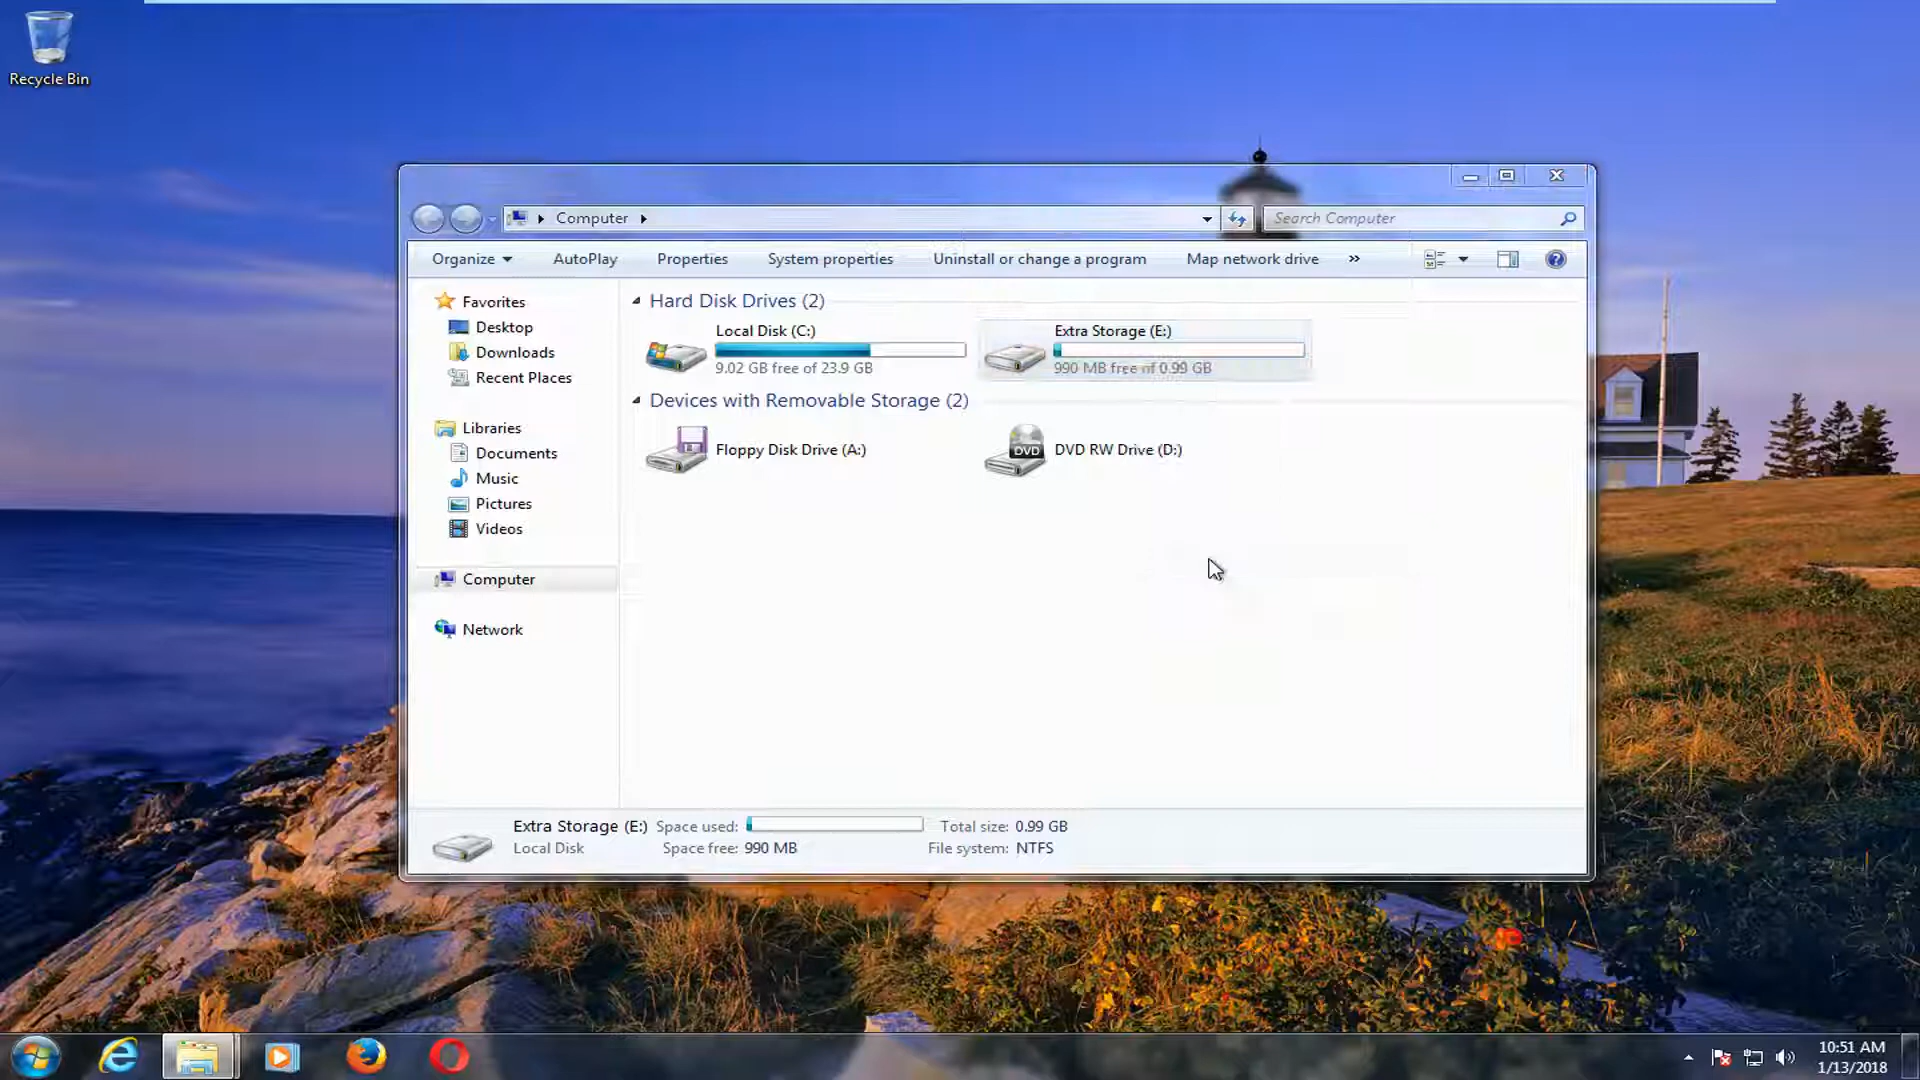 Recycle Bin
Computer
Search Computer
Organize
AutoPlay
Properties
System properties
Uninstall or change a program
Map network drive
»
Favorites
Desktop
Downloads
Recent Places
Libraries
Documents
Music
Pictures
Videos
Computer
Network
Hard Disk Drives (2)
Local Disk (C:)
9.02 GB free of 23.9 GB
Extra Storage (E:)
990 MB free of 0.99 GB
Devices with Removable Storage (2)
Floppy Disk Drive (A:)
DVD
DVD RW Drive (D:)
Extra Storage (E:) Space used: Total size: 0.99 GB
Local Disk Space free: 990 MB File system: NTFS
10:51 AM
1/13/2018